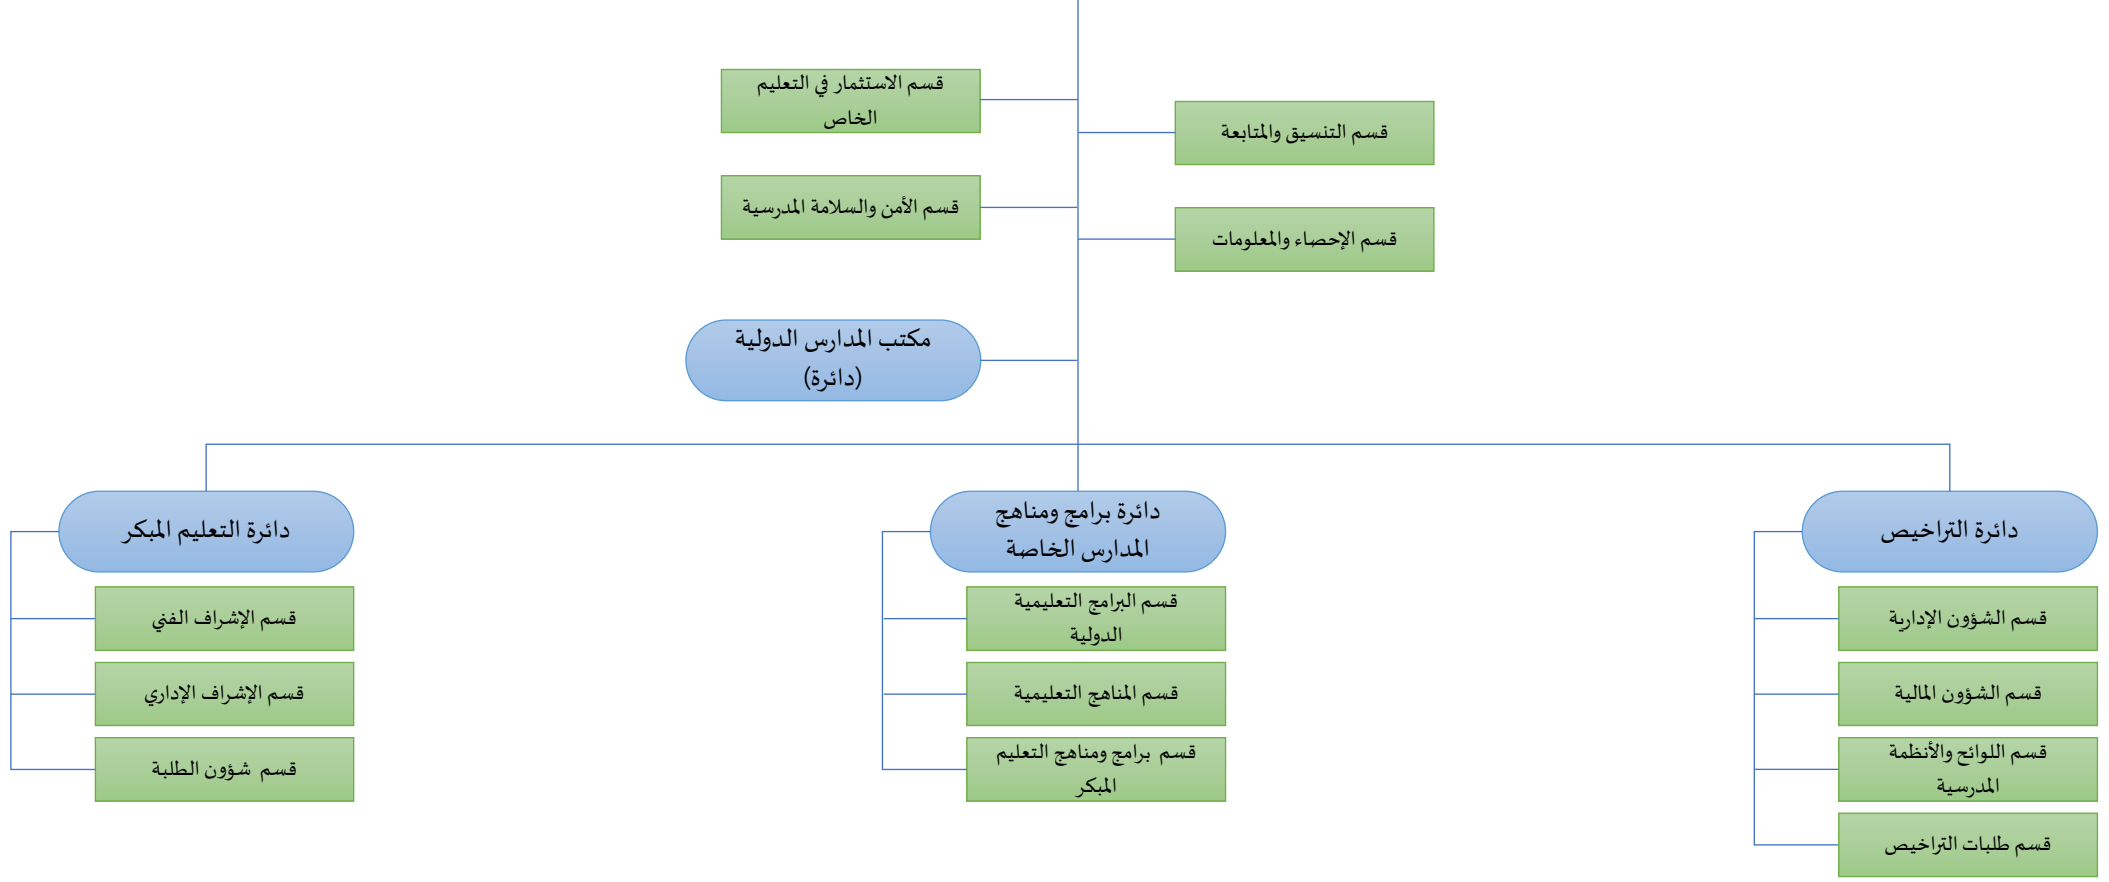 قسم الاستثمار في التعليم
الخاص
قسم التنسيق والمتابعة
قسم الأمن والسلامة المدرسية
قسم الإحصاء والمعلومات
مكتب المدارس الدولية
(دائرة)
دائرة التراخيص
قسم الشؤون الإدارية
قسم الشؤون المالية
قسم اللوائح والأنظمة
المدرسية
قسم طلبات التراخيص
دائرة برامج ومناهج
المدارس الخاصة
قسم البرامج التعليمية
الدولية
قسم المناهج التعليمية
قسم برامج ومناهج التعليم
المبكر
دائرة التعليم المبكر
قسم الإشراف الفني
قسم الإشراف الإداري
قسم شؤون الطلبة